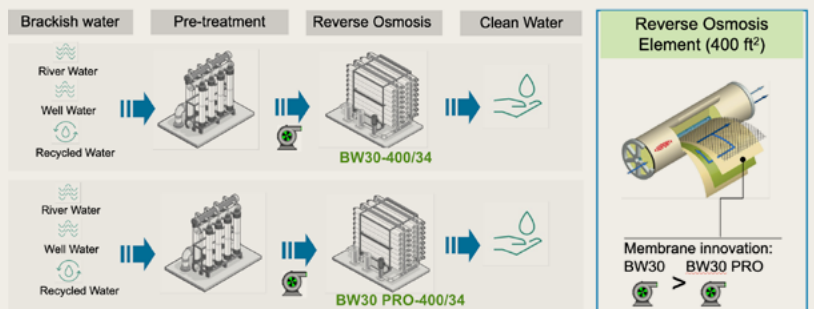 Brackish water
Pre-treatment
Reverse Osmosis
Clean Water
River Water
Well Water
Recycled Water
BW30-400/34
River Water
Well Water
Recycled Water
BW30 PRO-400/34
Reverse Osmosis
Element (400 ft²)
Membrane innovation:
BW30 > BW30 PRO